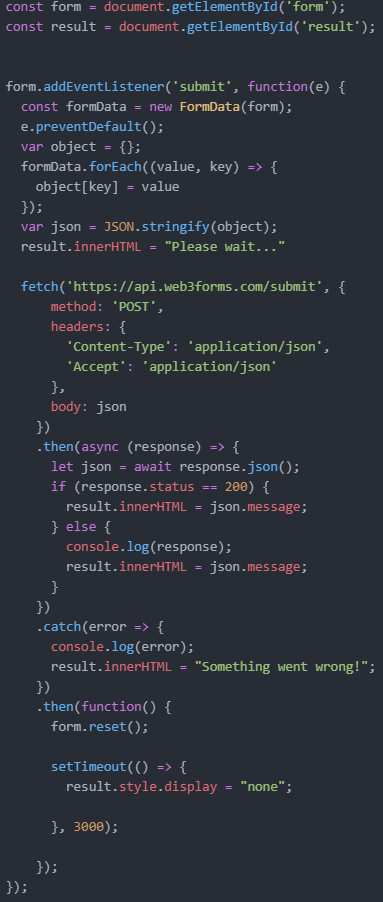 const form = document.getElementById('form');
const result = document.getElementById('result');
form.addEventListener('submit', function(e) {
  const formData = new FormData(form);
  e.preventDefault();
  var object = {};
  formData.forEach((value, key) => {
    object[key] = value
  });
  var json = JSON.stringify(object);
  result.innerHTML = "Please wait..."
  fetch('https://api.web3forms.com/submit', {
      method: 'POST',
      headers: {
        'Content-Type': 'application/json',
        'Accept': 'application/json'
      },
      body: json
    })
    .then(async (response) => {
      let json = await response.json();
      if (response.status == 200) {
        result.innerHTML = json.message;
      } else {
        console.log(response);
        result.innerHTML = json.message;
      }
    })
    .catch(error => {
      console.log(error);
      result.innerHTML = "Something went wrong!";
    })
    .then(function() {
      form.reset();
      setTimeout(() => {
        result.style.display = "none";
      }, 3000);
    });
});